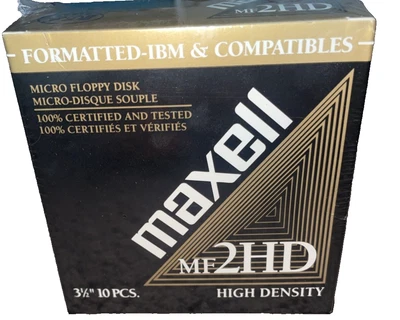 FORMATTED-IBM & COMPATIBLES
MICRO FLOPPY DISK
MICRO-DISQUE SOUPLE
100% CERTIFIED AND TESTED
100% CERTIFIÉS ET VÉRIFIÉS
maxell
MF2HD
3½" 10 PCS.
HIGH DENSITY